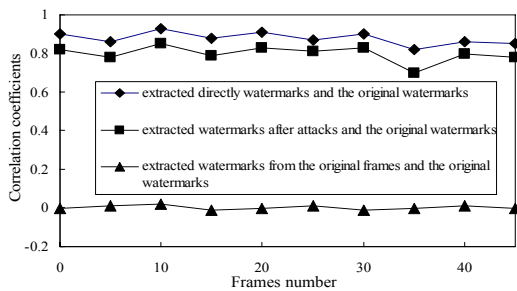 1
0.8
0.6
0.4
0.2
0
-0.2
Correlation coefficients
extracted directly watermarks and the original watermarks
extracted watermarks after attacks and the original watermarks
extracted watermarks from the original frames and the original
watermarks
0 10 20 30 40
Frames number